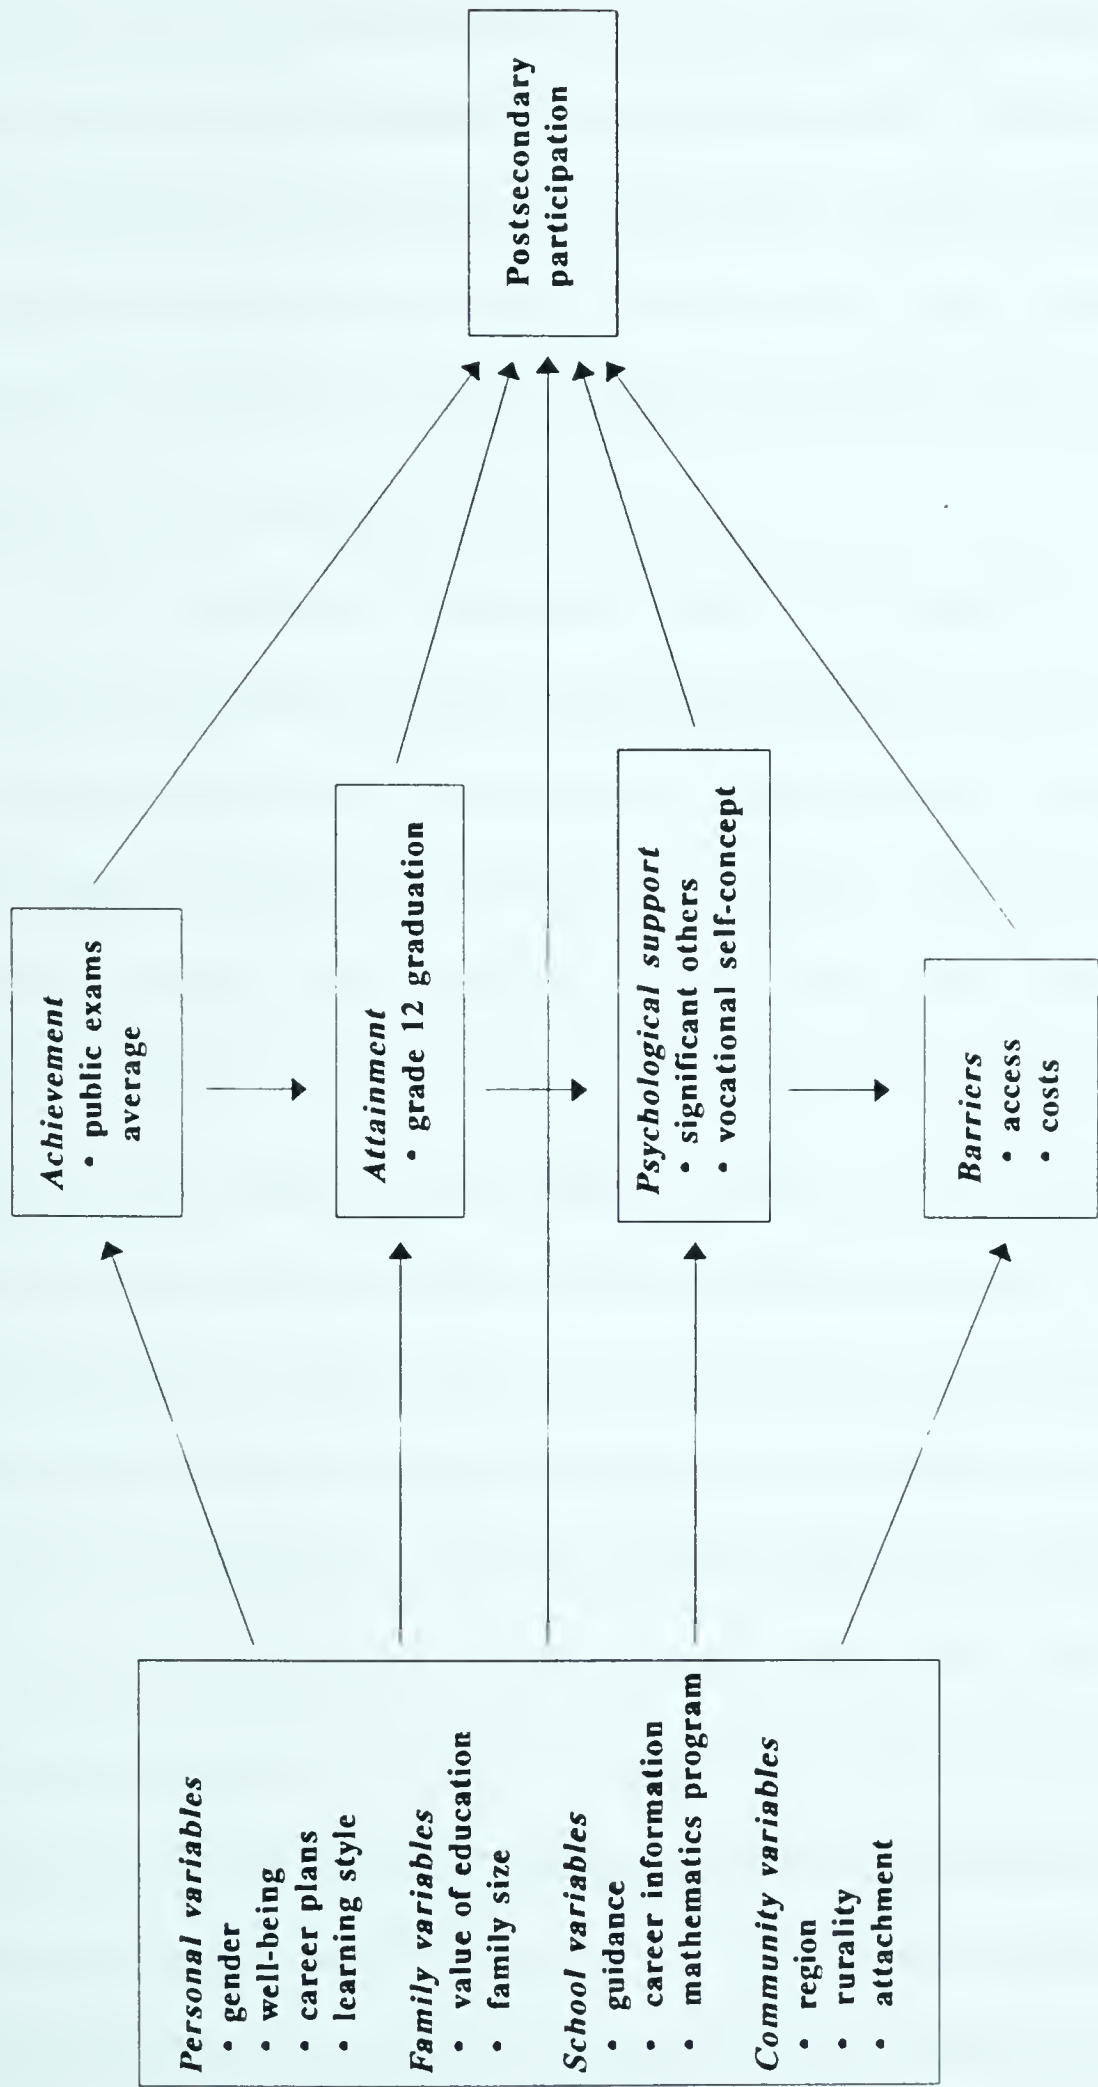 Personal variables
• gender
• well-being
• career plans
• learning style
Family variables
• value of education
• family size
School variables
• guidance
• career information
• mathematics program
Community variables
• region
• rurality
• attachment
Achievement
• public exams
average
Attainment
• grade 12 graduation
Psychological support
• significant others
• vocational self-concept
Barriers
• access
• costs
Postsecondary
participation